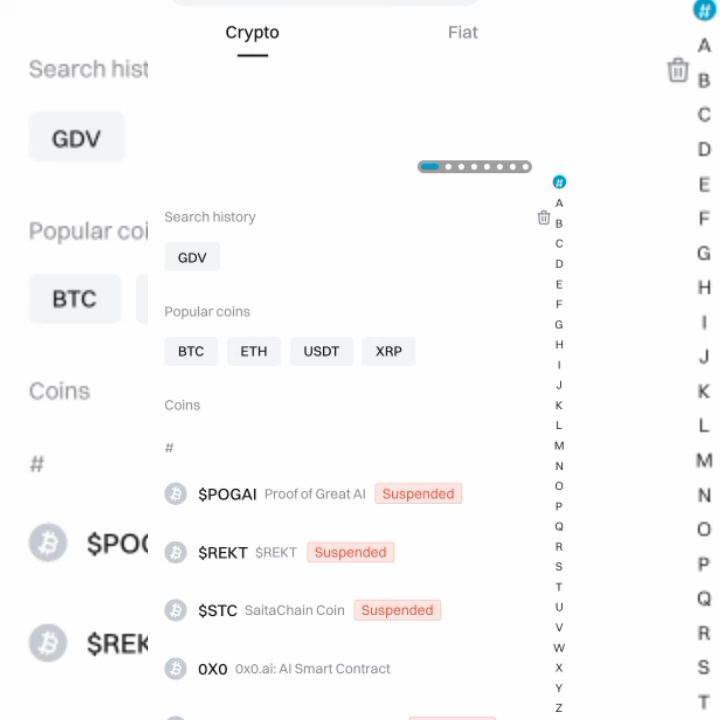 Crypto Fiat
Search history
GDV
Popular coins
BTC ETH USDT XRP
Coins
#
$POGAI Proof of Great AI Suspended
$REKT $REKT Suspended
$STC SaitaChain Coin Suspended
0X0 0x0.ai: AI Smart Contract
#
A
B
C
D
E
F
G
H
I
J
K
L
M
N
O
P
Q
R
S
T
U
V
W
X
Y
Z
Search hist
GDV
Popular coi
BTC
Coins
#
$POG
$REK
#
A
B
C
D
E
F
G
H
I
J
K
L
M
N
O
P
Q
R
S
T